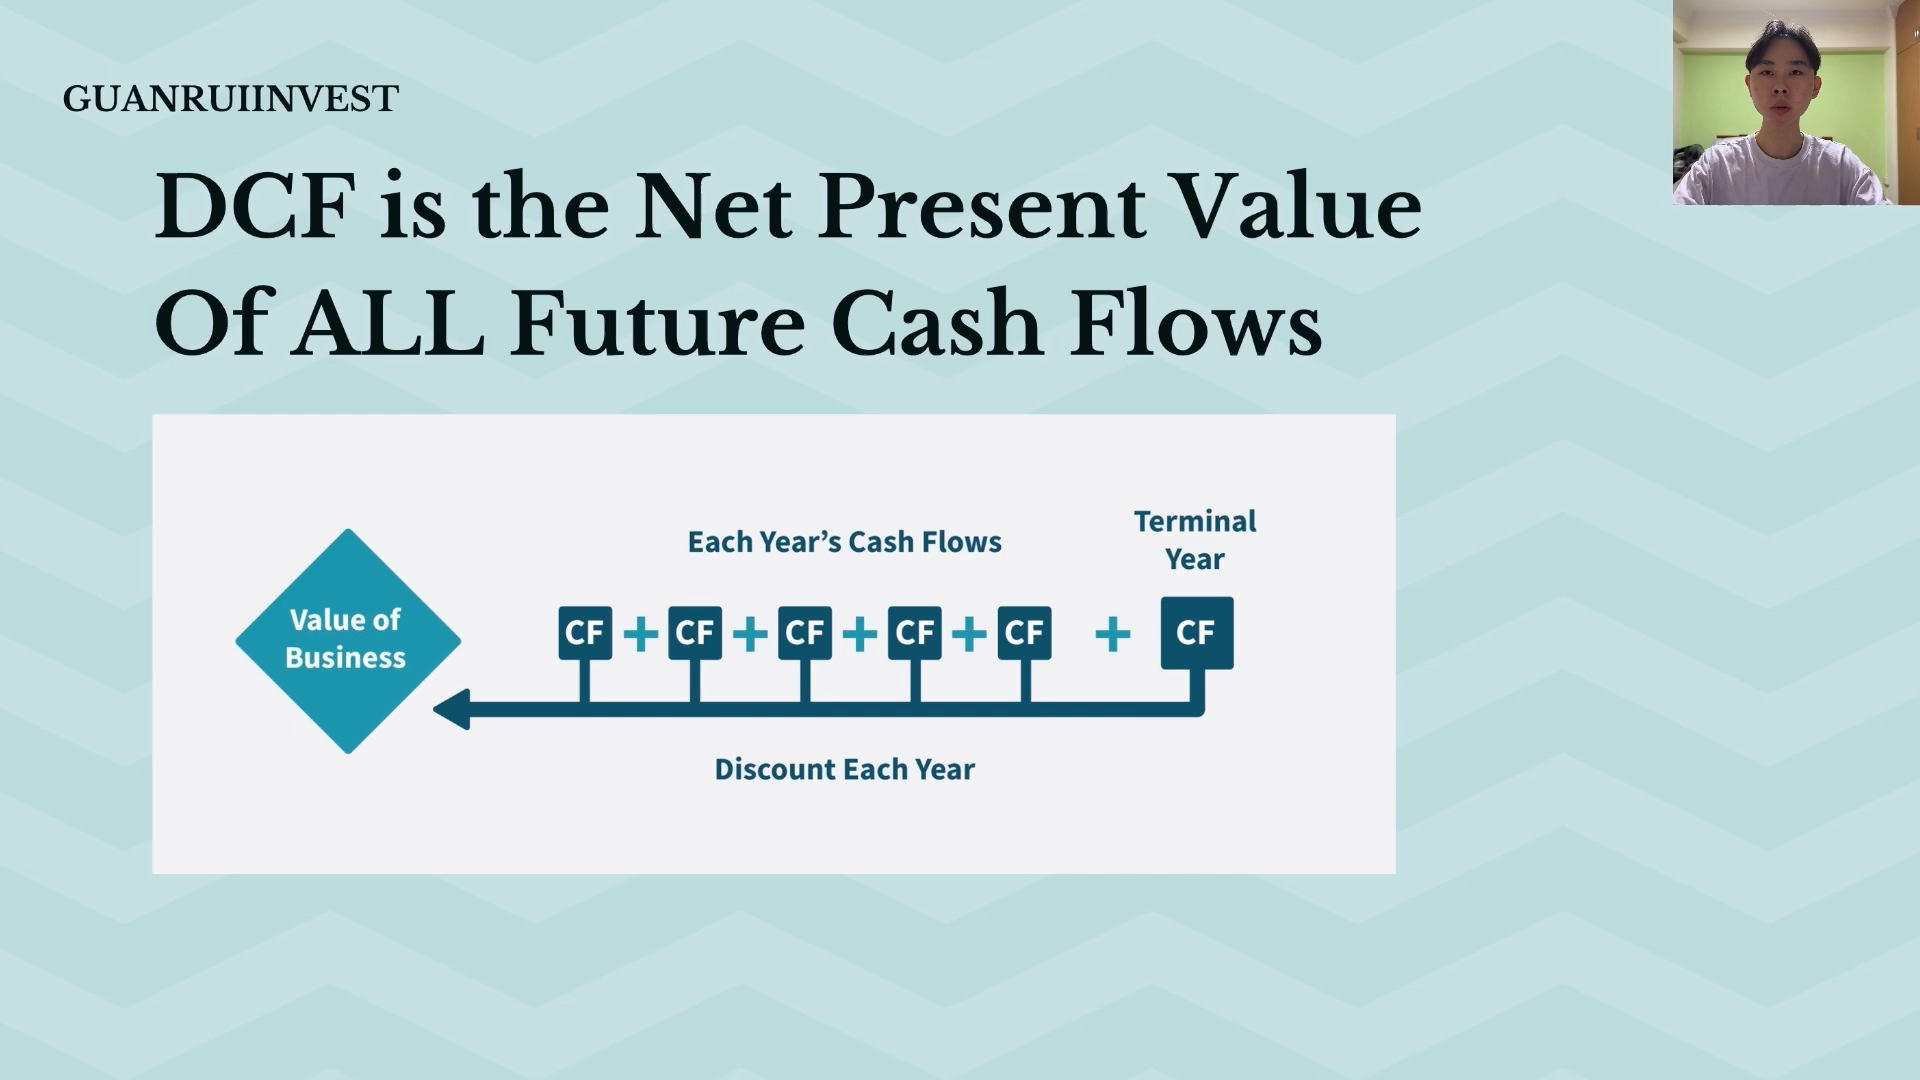 GUANRUIINVEST
DCF is the Net Present Value
Of ALL Future Cash Flows
Terminal
Year
Each Year’s Cash Flows
Value of
Business
CF + CF + CF + CF + CF + CF
Discount Each Year